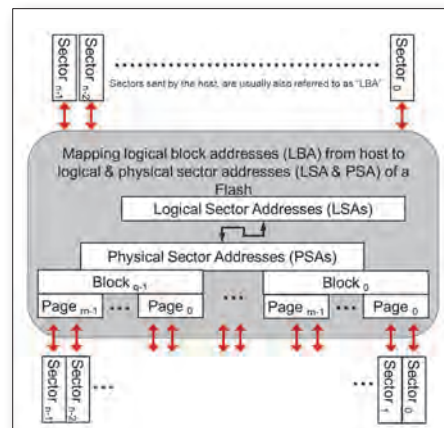 Sector n-1
Sector n-2
Sector 0
Sectors sent by the host, are usually also referred to as "LBA"
Mapping logical block addresses (LBA) from host to
logical & physical sector addresses (LSA & PSA) of a
Flash
Logical Sector Addresses (LSAs)
Physical Sector Addresses (PSAs)
Block q-1
Block 0
Page m-1 ... Page 0 ... Page m-1 ... Page 0
Sector n-1
Sector n-2
...
Sector 1
Sector 0